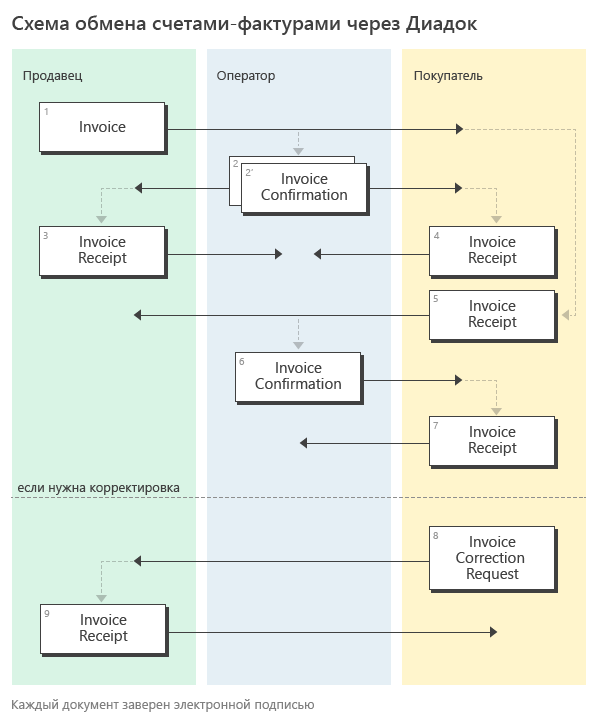 Схема обмена счетами-фактурами через Диадок
Продавец
Оператор
Покупатель
1
Invoice
2
2'
Invoice
Confirmation
3
Invoice
Receipt
4
Invoice
Receipt
5
Invoice
Receipt
6
Invoice
Confirmation
7
Invoice
Receipt
если нужна корректировка
8
Invoice
Correction
Request
9
Invoice
Receipt
Каждый документ заверен электронной подписью